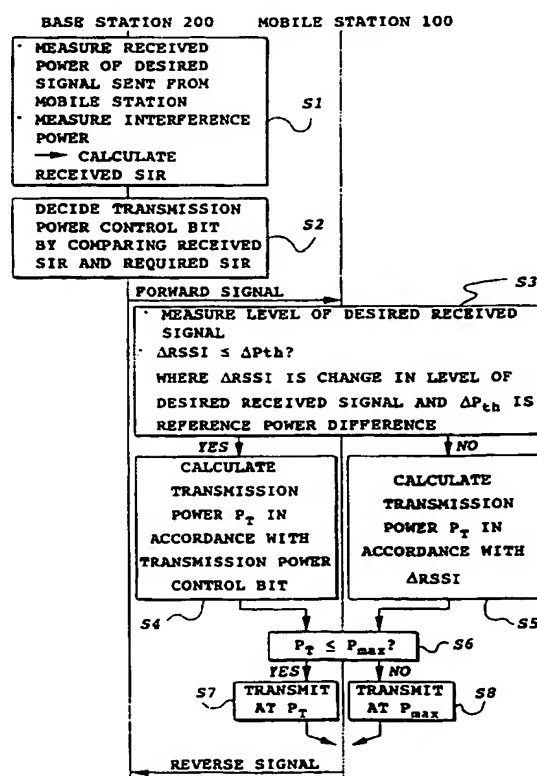 BASE STATION 200 MOBILE STATION 100
· MEASURE RECEIVED
POWER OF DESIRED
SIGNAL SENT FROM
MOBILE STATION
· MEASURE INTERFERENCE
POWER
→ CALCULATE
RECEIVED SIR
S1
DECIDE TRANSMISSION
POWER CONTROL BIT
BY COMPARING RECEIVED
SIR AND REQUIRED SIR
S2
FORWARD SIGNAL
S3
· MEASURE LEVEL OF DESIRED RECEIVED
SIGNAL
· ΔRSSI ≤ ΔPth?
WHERE ΔRSSI IS CHANGE IN LEVEL OF
DESIRED RECEIVED SIGNAL AND ΔPth IS
REFERENCE POWER DIFFERENCE
YES NO
CALCULATE
TRANSMISSION
POWER PT IN
ACCORDANCE WITH
TRANSMISSION POWER
CONTROL BIT
S4
CALCULATE
TRANSMISSION
POWER PT IN
ACCORDANCE WITH
ΔRSSI
S5
PT ≤ Pmax?
S6
YES NO
S7
TRANSMIT
AT PT
TRANSMIT
AT Pmax
S8
REVERSE SIGNAL